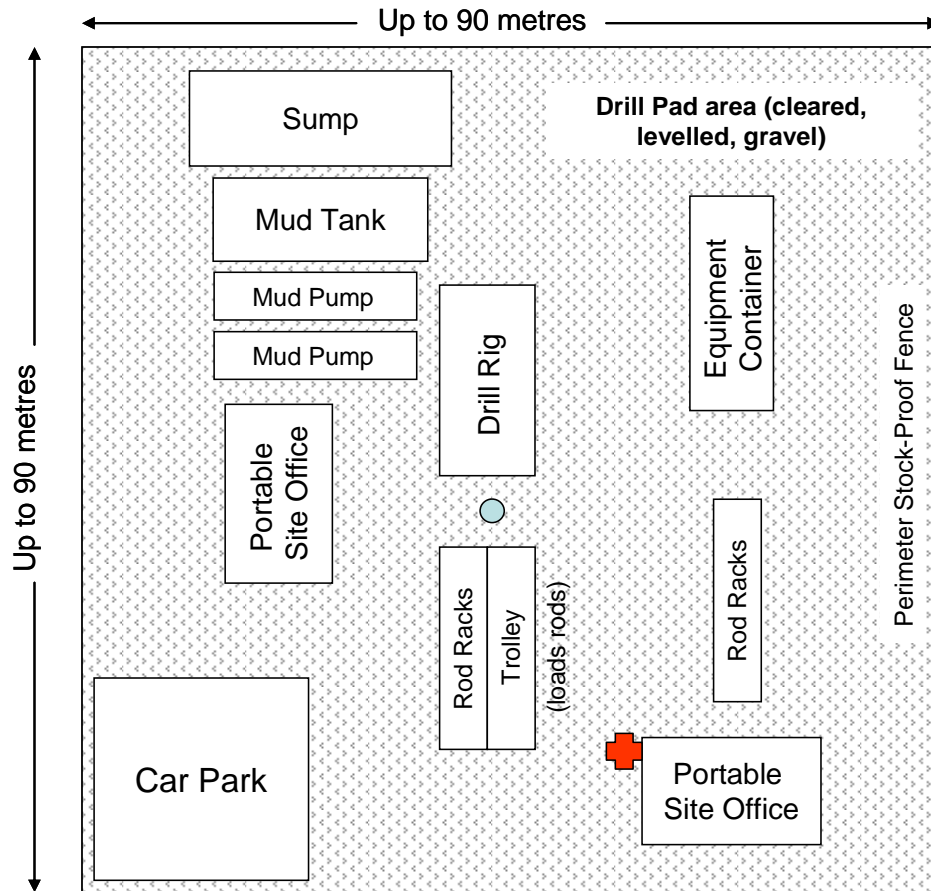 Up to 90 metres
Up to 90 metres
Sump
Drill Pad area (cleared,
levelled, gravel)
Mud Tank
Mud Pump
Mud Pump
Drill Rig
Equipment
Container
Perimeter Stock-Proof Fence
Portable
Site Office
Rod Racks
Trolley
(loads rods)
Rod Racks
Car Park
Portable
Site Office